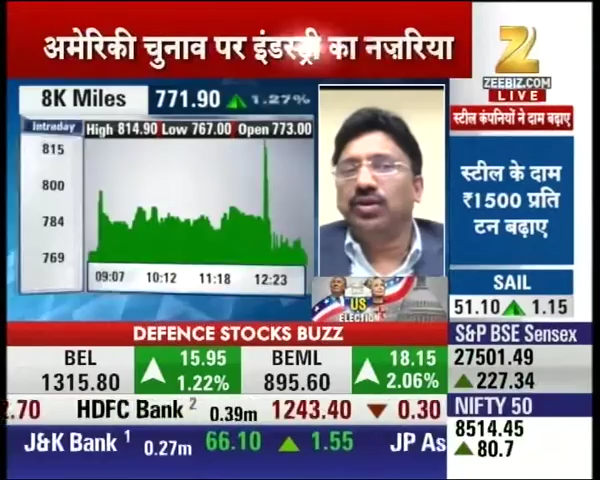 अमेरिकी चुनाव पर इंडस्ट्री का नज़रिया
Z
ZEEBIZ.COM
LIVE
8K Miles 771.90 1.27%
Intraday High 814.90 Low 767.00 Open 773.00
815
800
784
769
09:07 10:12 11:18 12:23
US
ELECTION
स्टील कंपनियों ने दाम बढ़ाए
स्टील के दाम
₹1500 प्रति
टन बढ़ाए
SAIL
51.10 1.15
DEFENCE STOCKS BUZZ
BEL 15.95 BEML 18.15
1315.80 1.22% 895.60 2.06%
S&P BSE Sensex
27501.49
227.34
NIFTY 50
8514.45
80.7
2.70 HDFC Bank 2 0.39m 1243.40 0.30
J&K Bank 1 0.27m 66.10 1.55 JP As